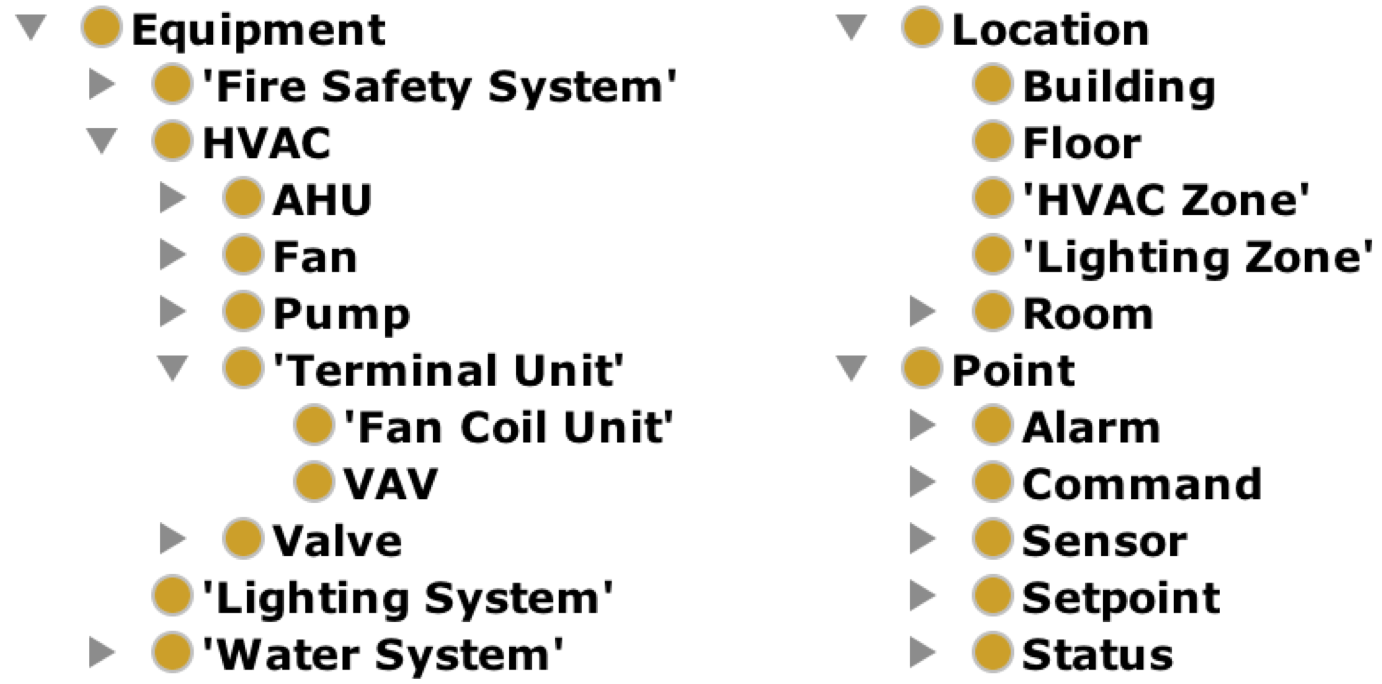 Equipment
'Fire Safety System'
HVAC
AHU
Fan
Pump
'Terminal Unit'
'Fan Coil Unit'
VAV
Valve
'Lighting System'
'Water System'
Location
Building
Floor
'HVAC Zone'
'Lighting Zone'
Room
Point
Alarm
Command
Sensor
Setpoint
Status